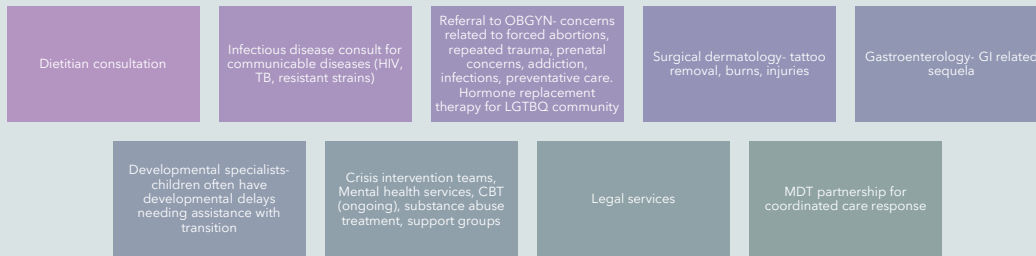 Dietitian consultation
Infectious disease consult for
communicable diseases (HIV,
TB, resistant strains)
Referral to OBGYN- concerns
related to forced abortions,
repeated trauma, prenatal
concerns, addiction,
infections, preventative care.
Hormone replacement
therapy for LGTBQ community
Surgical dermatology- tattoo
removal, burns, injuries
Gastroenterology- GI related
sequela
Developmental specialists-
children often have
developmental delays
needing assistance with
transition
Crisis intervention teams,
Mental health services, CBT
(ongoing), substance abuse
treatment, support groups
Legal services
MDT partnership for
coordinated care response